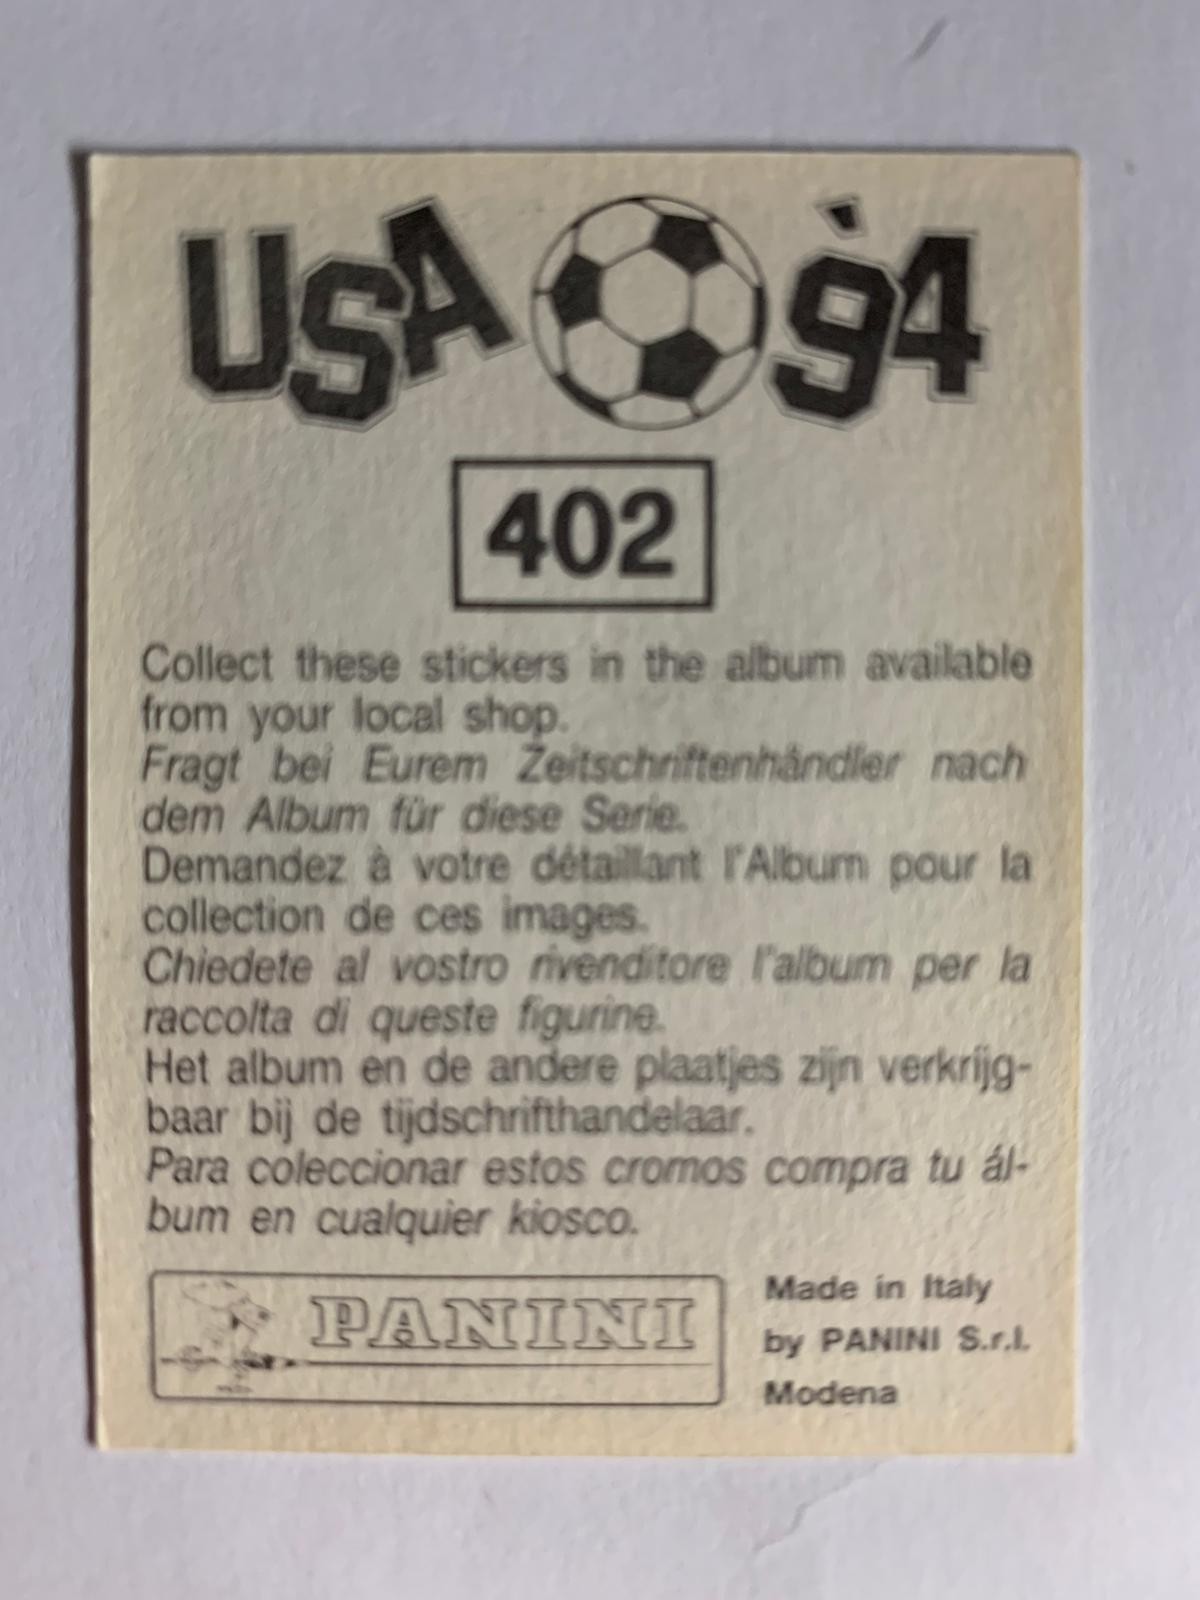 USA '94
402
Collect these stickers in the album available
from your local shop.
Fragt bei Eurem Zeitschriftenhändler nach
dem Album für diese Serie.
Demandez à votre détaillant l'Album pour la
collection de ces images.
Chiedete al vostro rivenditore l'album per la
raccolta di queste figurine.
Het album en de andere plaatjes zijn verkrijg-
baar bij de tijdschrifthandelaar.
Para coleccionar estos cromos compra tu ál-
bum en cualquier kiosco.
PANINI
Made in Italy
by PANINI S.r.l.
Modena